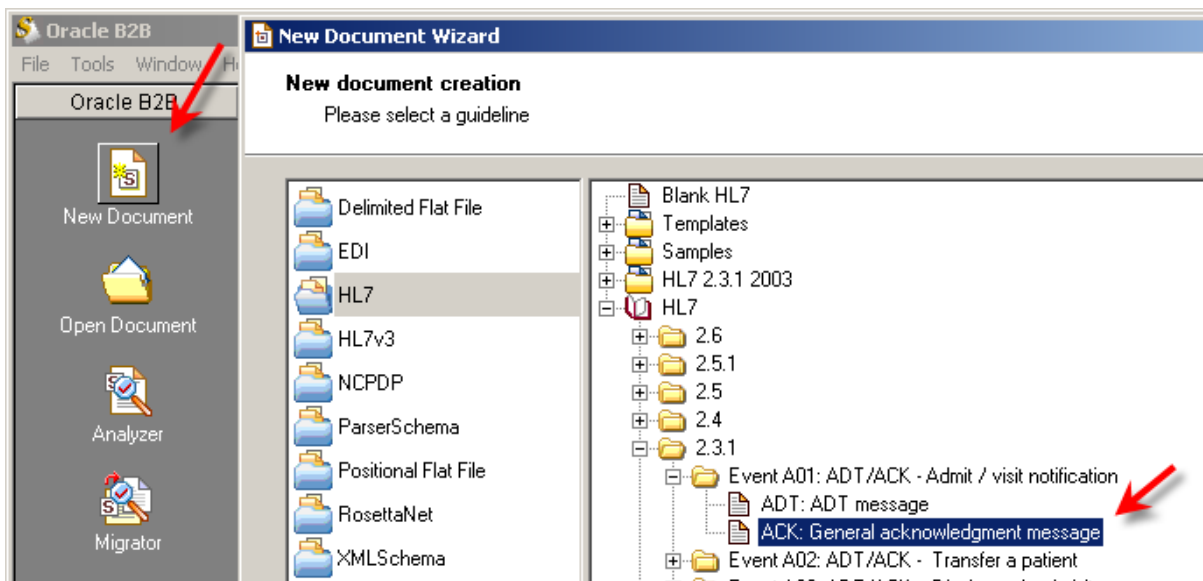 Oracle B2B
File Tools Window
Oracle B2B
New Document
Open Document
Analyzer
Migrator
New Document Wizard
New document creation
Please select a guideline
Delimited Flat File
EDI
HL7
HL7v3
NCPDP
ParserSchema
Positional Flat File
RosettaNet
XMLSchema
Blank HL7
Templates
Samples
HL7 2.3.1 2003
HL7
2.6
2.5.1
2.5
2.4
2.3.1
Event A01: ADT/ACK - Admit / visit notification
ADT: ADT message
ACK: General acknowledgment message
Event A02: ADT/ACK - Transfer a patient